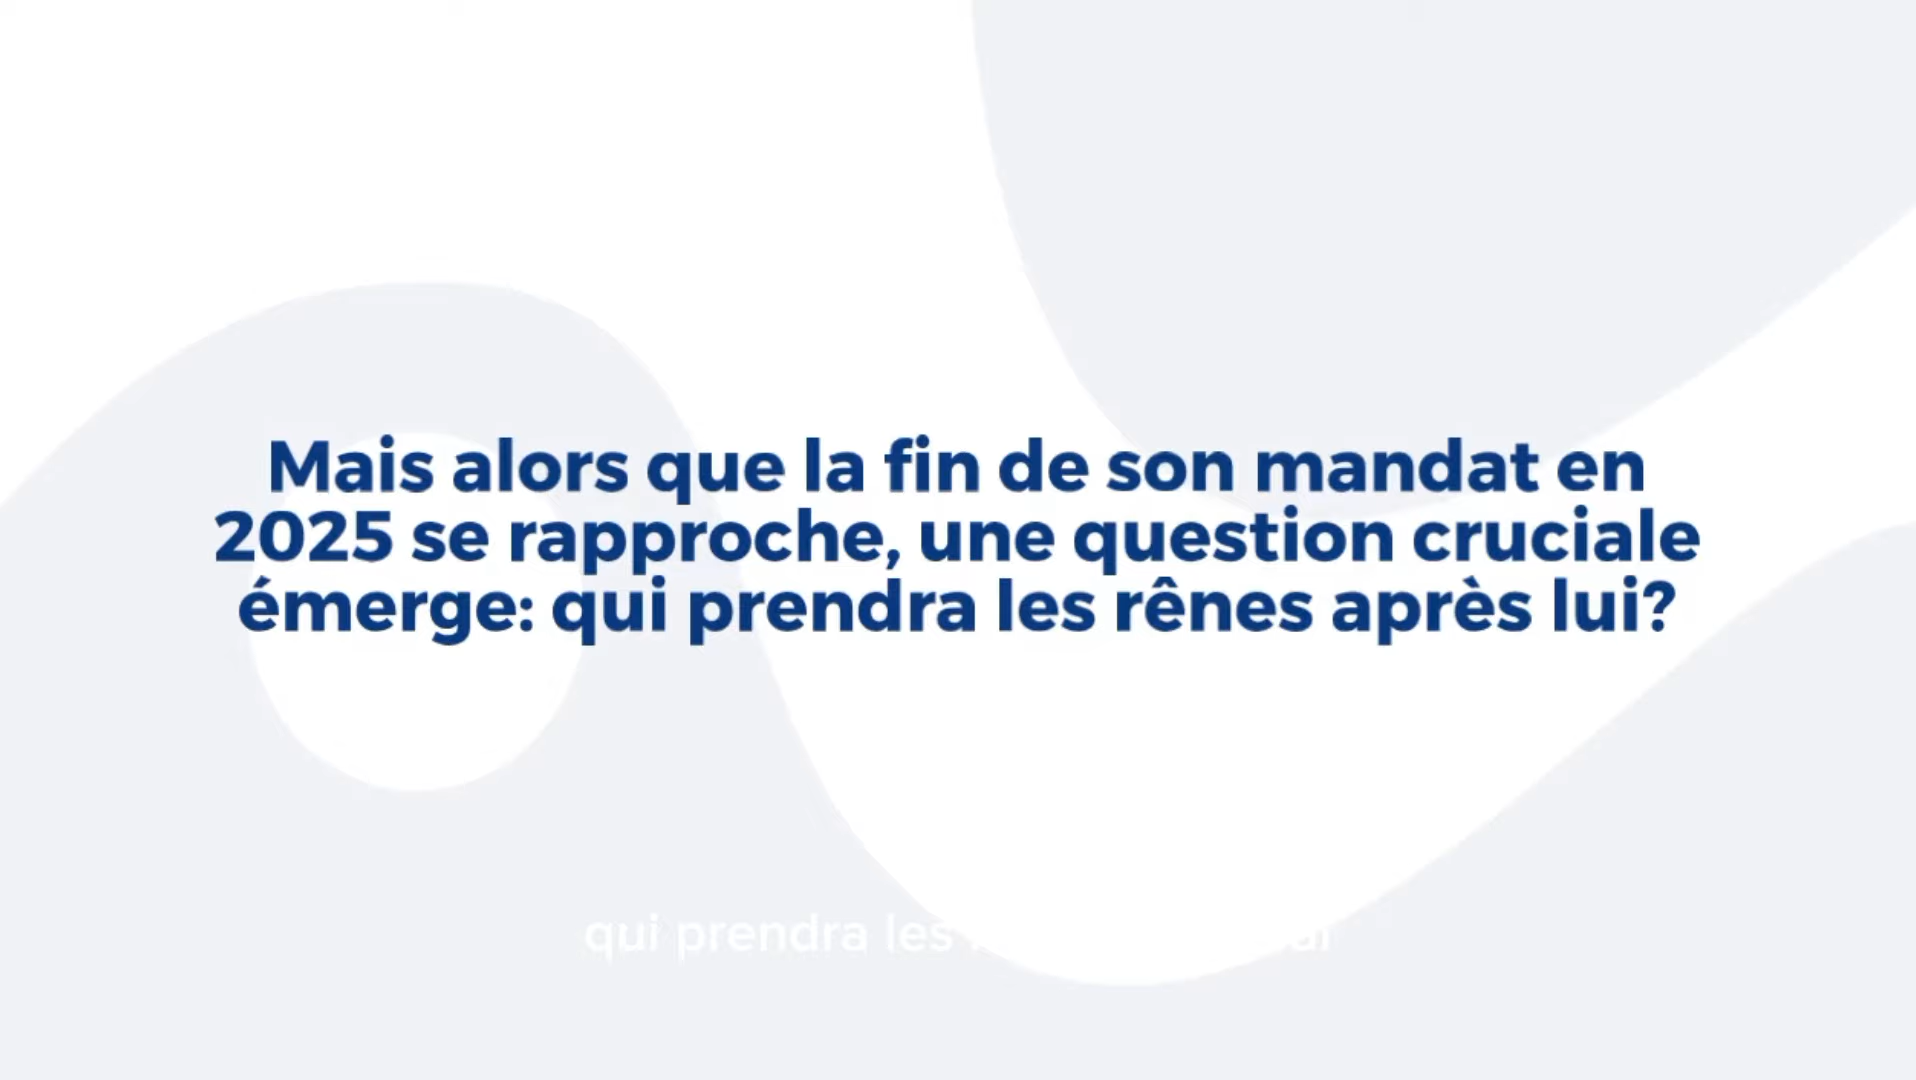 Mais alors que la fin de son mandat en
2025 se rapproche, une question cruciale
émerge: qui prendra les rênes après lui?
qui prendra les